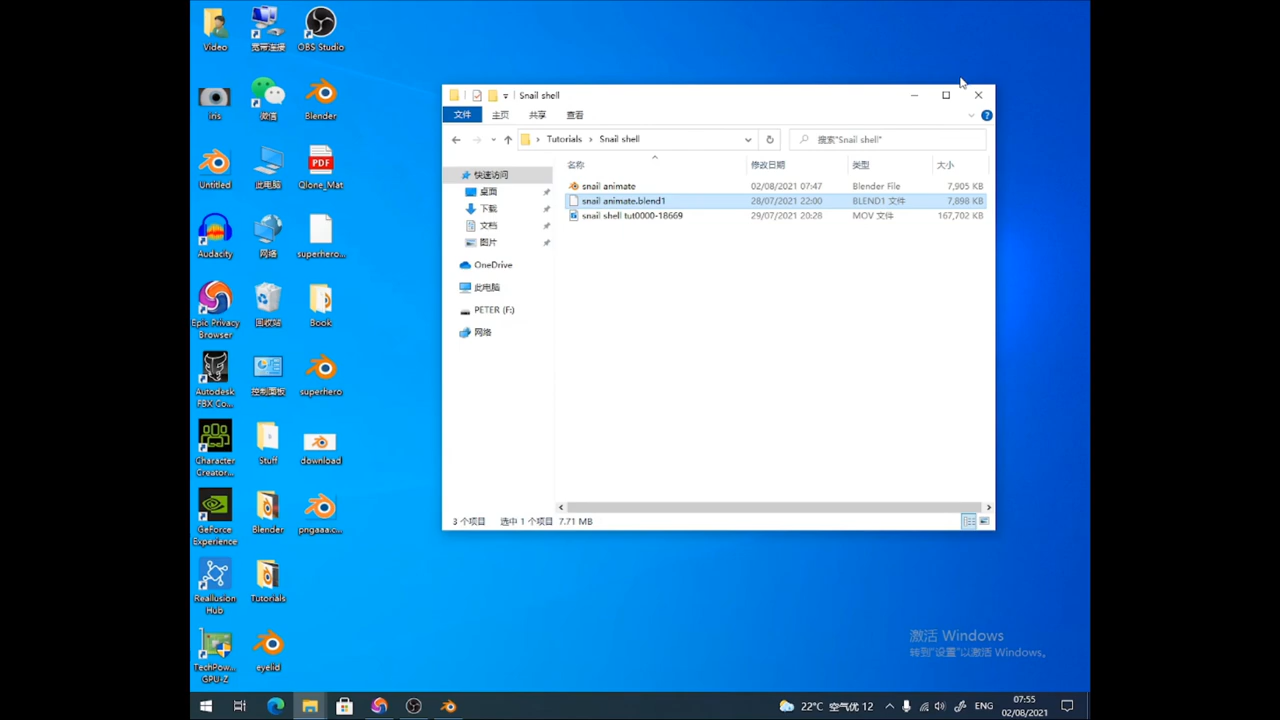 Video
宽带连接
OBS Studio
Iris
微信
Blender
Untitled
此电脑
PDF
Qlone_Mat
Audacity
网络
superhero...
Epic Privacy
Browser
回收站
Book
Autodesk
FBX Co...
控制面板
superhero
Character
Creator...
Stuff
download
GeForce
Experience
Blender
pngaaa.c...
Reallusion
Hub
Tutorials
TechPow...
GPU-Z
eyelid
Snail shell
文件
主页
共享
查看
Tutorials
Snail shell
搜索"Snail shell"
名称
修改日期
类型
大小
快速访问
桌面
下载
文档
图片
OneDrive
此电脑
PETER (F:)
网络
snail animate 02/08/2021 07:47 Blender File 7,905 KB
snail animate.blend1 28/07/2021 22:00 BLEND1 文件 7,898 KB
snail shell tut0000-18669 29/07/2021 20:28 MOV 文件 167,702 KB
3 个项目 选中 1 个项目 7.71 MB
激活 Windows
转到"设置"以激活 Windows。
22°C 空气优 12
ENG
07:55
02/08/2021